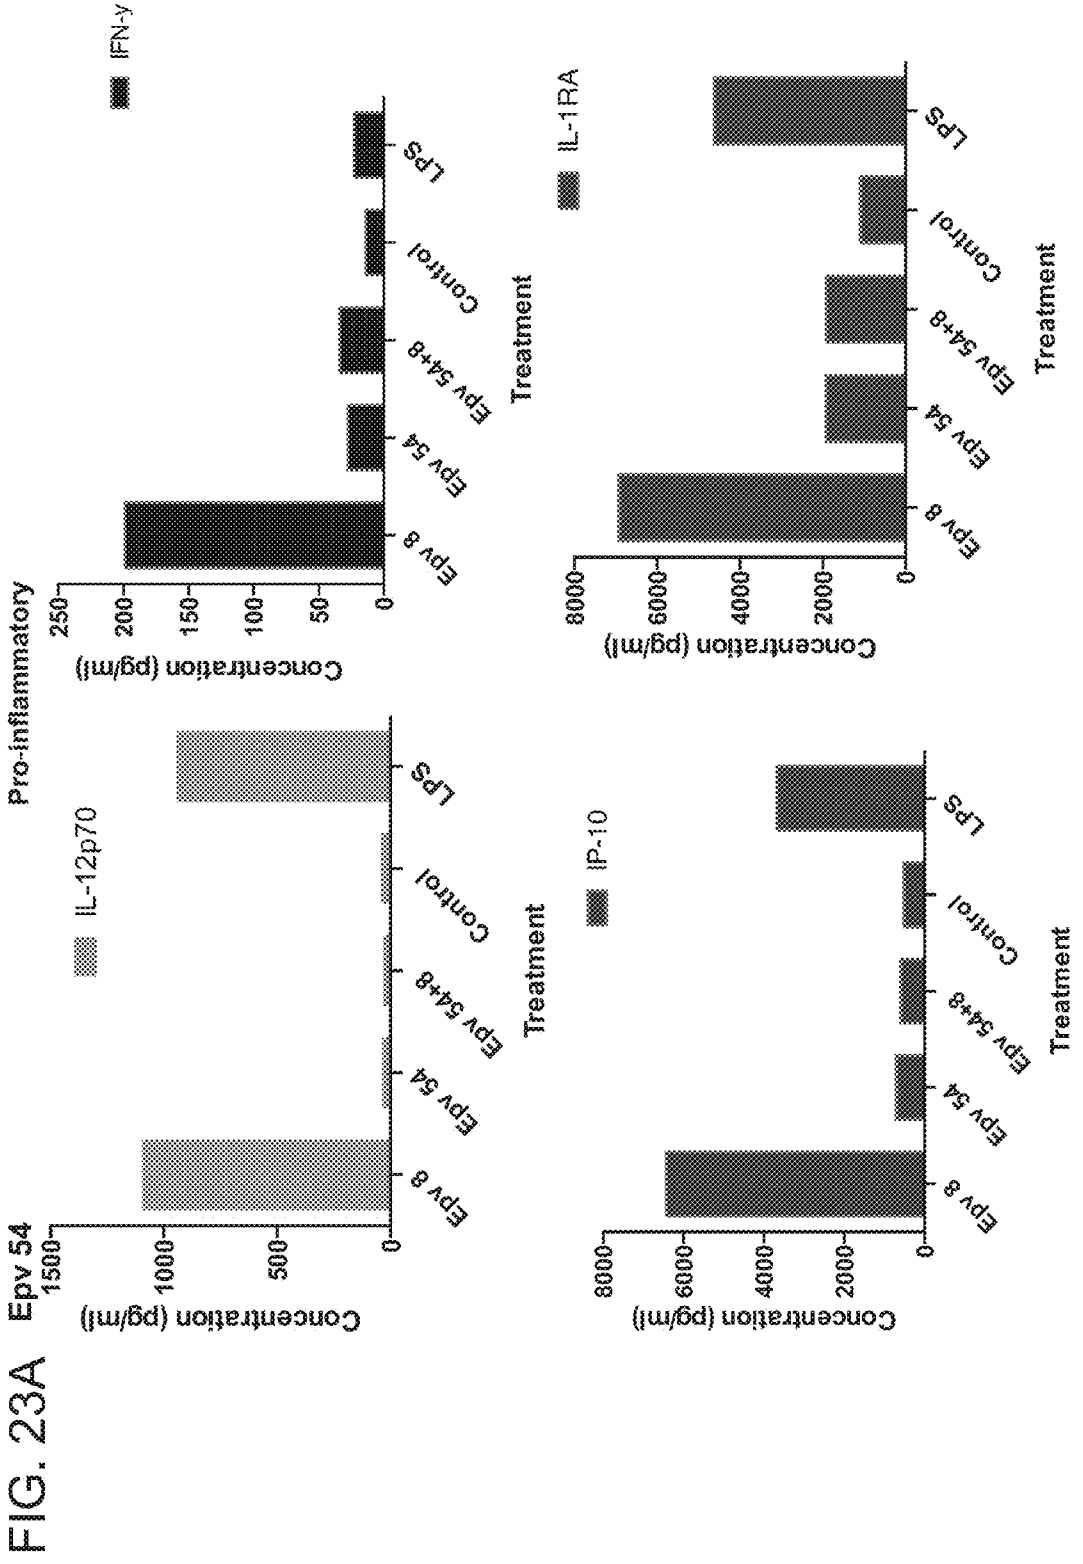 FIG. 23A
Epv 54
Pro-inflammatory
IL-12p70
Concentration (pg/ml)
1500
1000
500
0
Epv 8
Epv 54
Epv 54+8
Control
LPS
Treatment
IFN-y
Concentration (pg/ml)
250
200
150
100
50
0
Epv 8
Epv 54
Epv 54+8
Control
LPS
Treatment
IP-10
Concentration (pg/ml)
8000
6000
4000
2000
0
Epv 8
Epv 54
Epv 54+8
Control
LPS
Treatment
IL-1RA
Concentration (pg/ml)
8000
6000
4000
2000
0
Epv 8
Epv 54
Epv 54+8
Control
LPS
Treatment